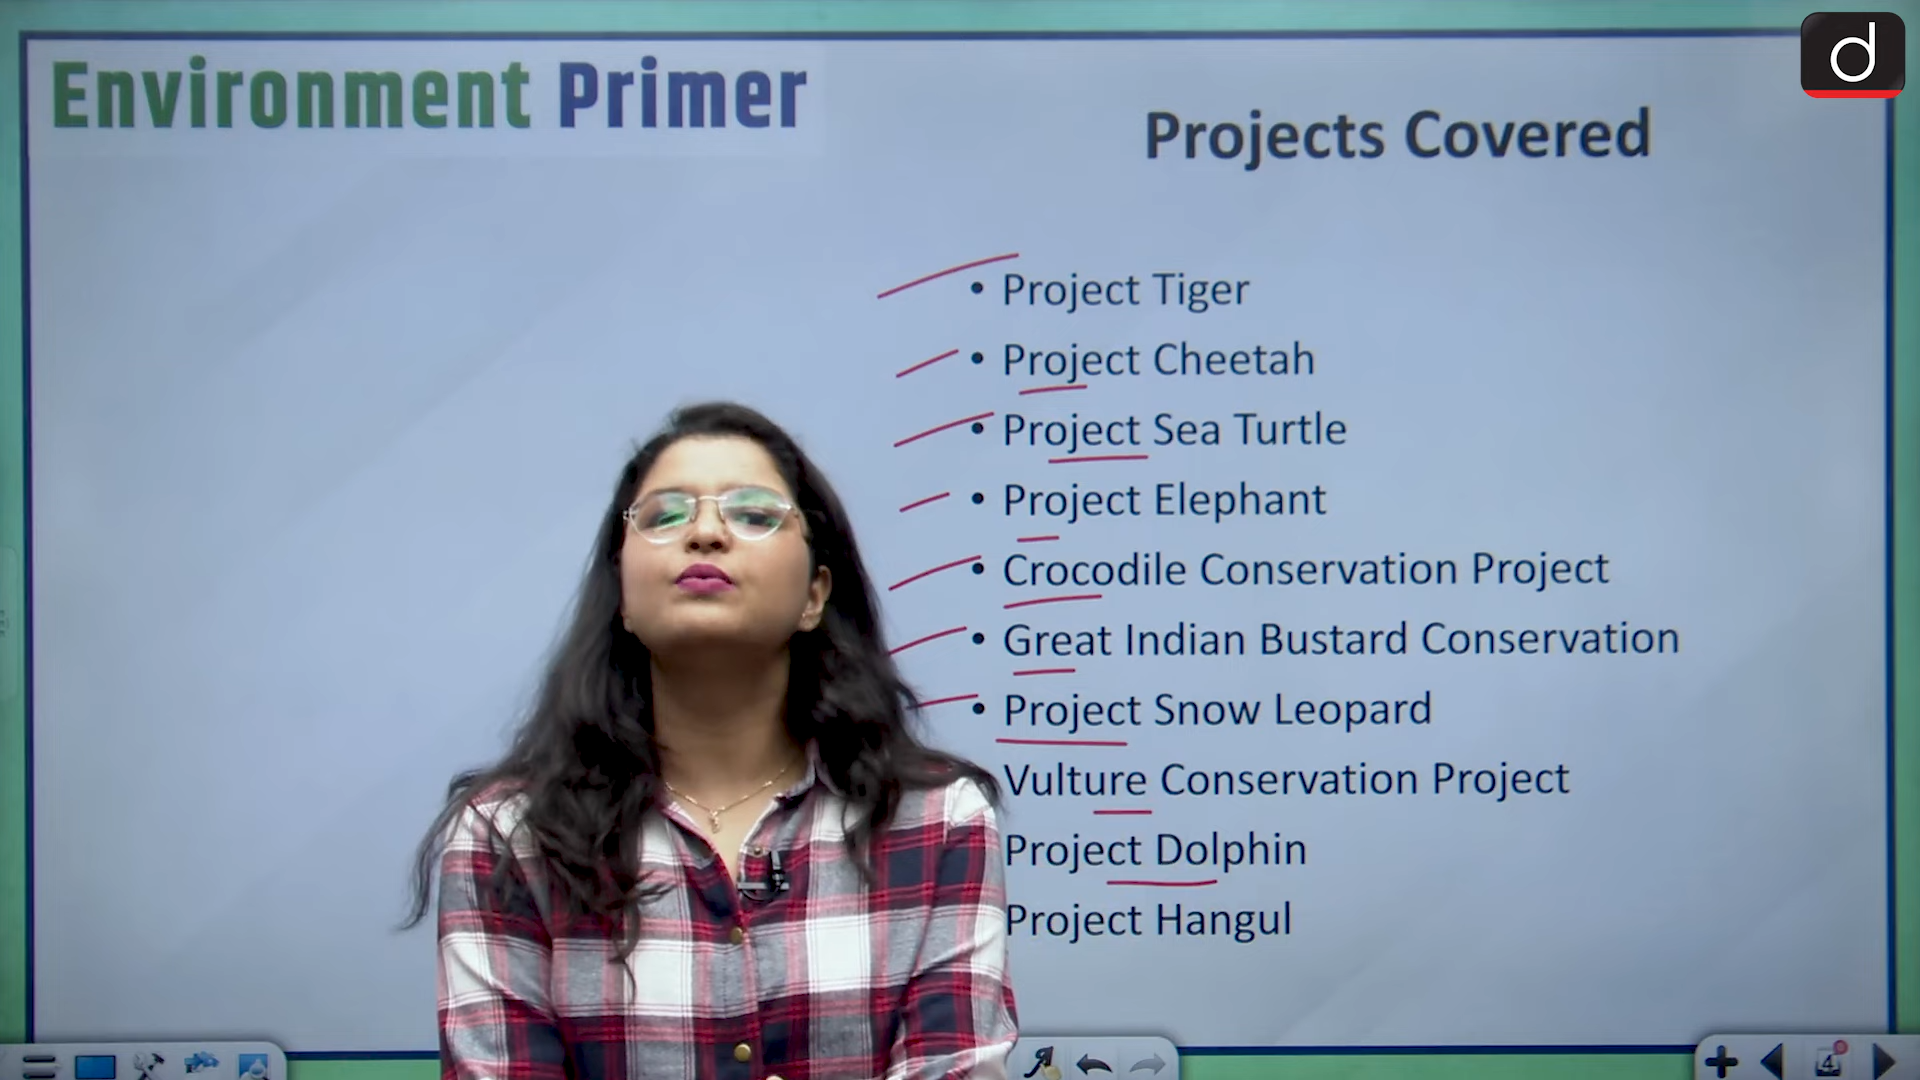 Environment Primer
d
Projects Covered
• Project Tiger
• Project Cheetah
• Project Sea Turtle
• Project Elephant
• Crocodile Conservation Project
• Great Indian Bustard Conservation
• Project Snow Leopard
Vulture Conservation Project
Project Dolphin
Project Hangul
4